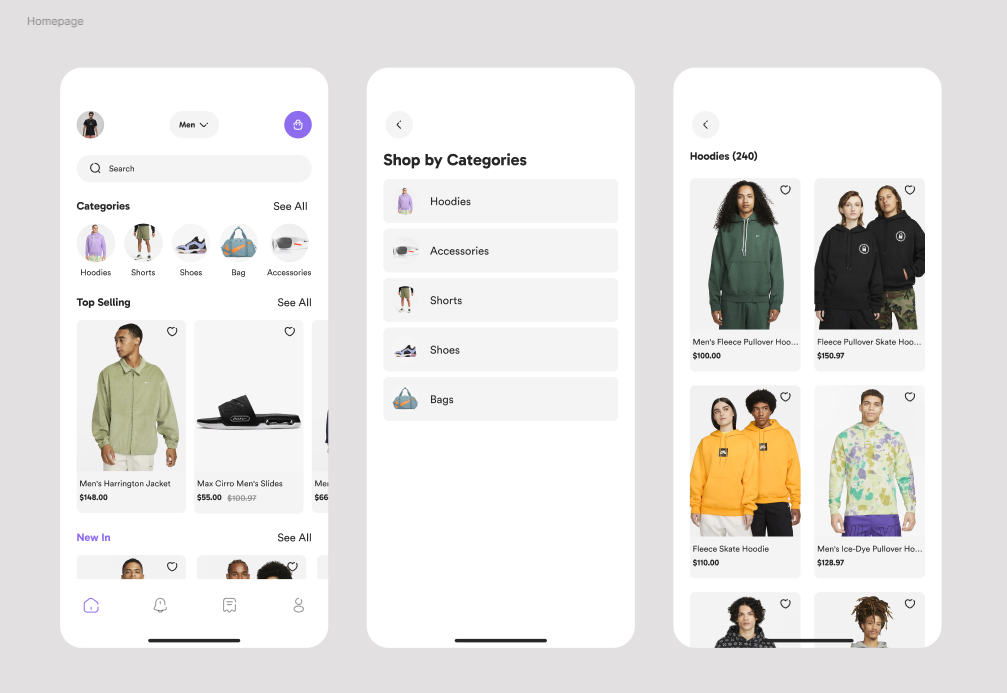 Homepage
Men
Search
Categories
See All
Hoodies
Shorts
Shoes
Bag
Accessories
Top Selling
See All
Men's Harrington Jacket
$148.00
Max Cirro Men's Slides
$55.00 $100.97
Me
$66
New In
See All
Shop by Categories
Hoodies
Accessories
Shorts
Shoes
Bags
Hoodies (240)
Men's Fleece Pullover Hoo...
$100.00
Fleece Pullover Skate Hoo...
$150.97
Fleece Skate Hoodie
$110.00
Men's Ice-Dye Pullover Ho...
$128.97